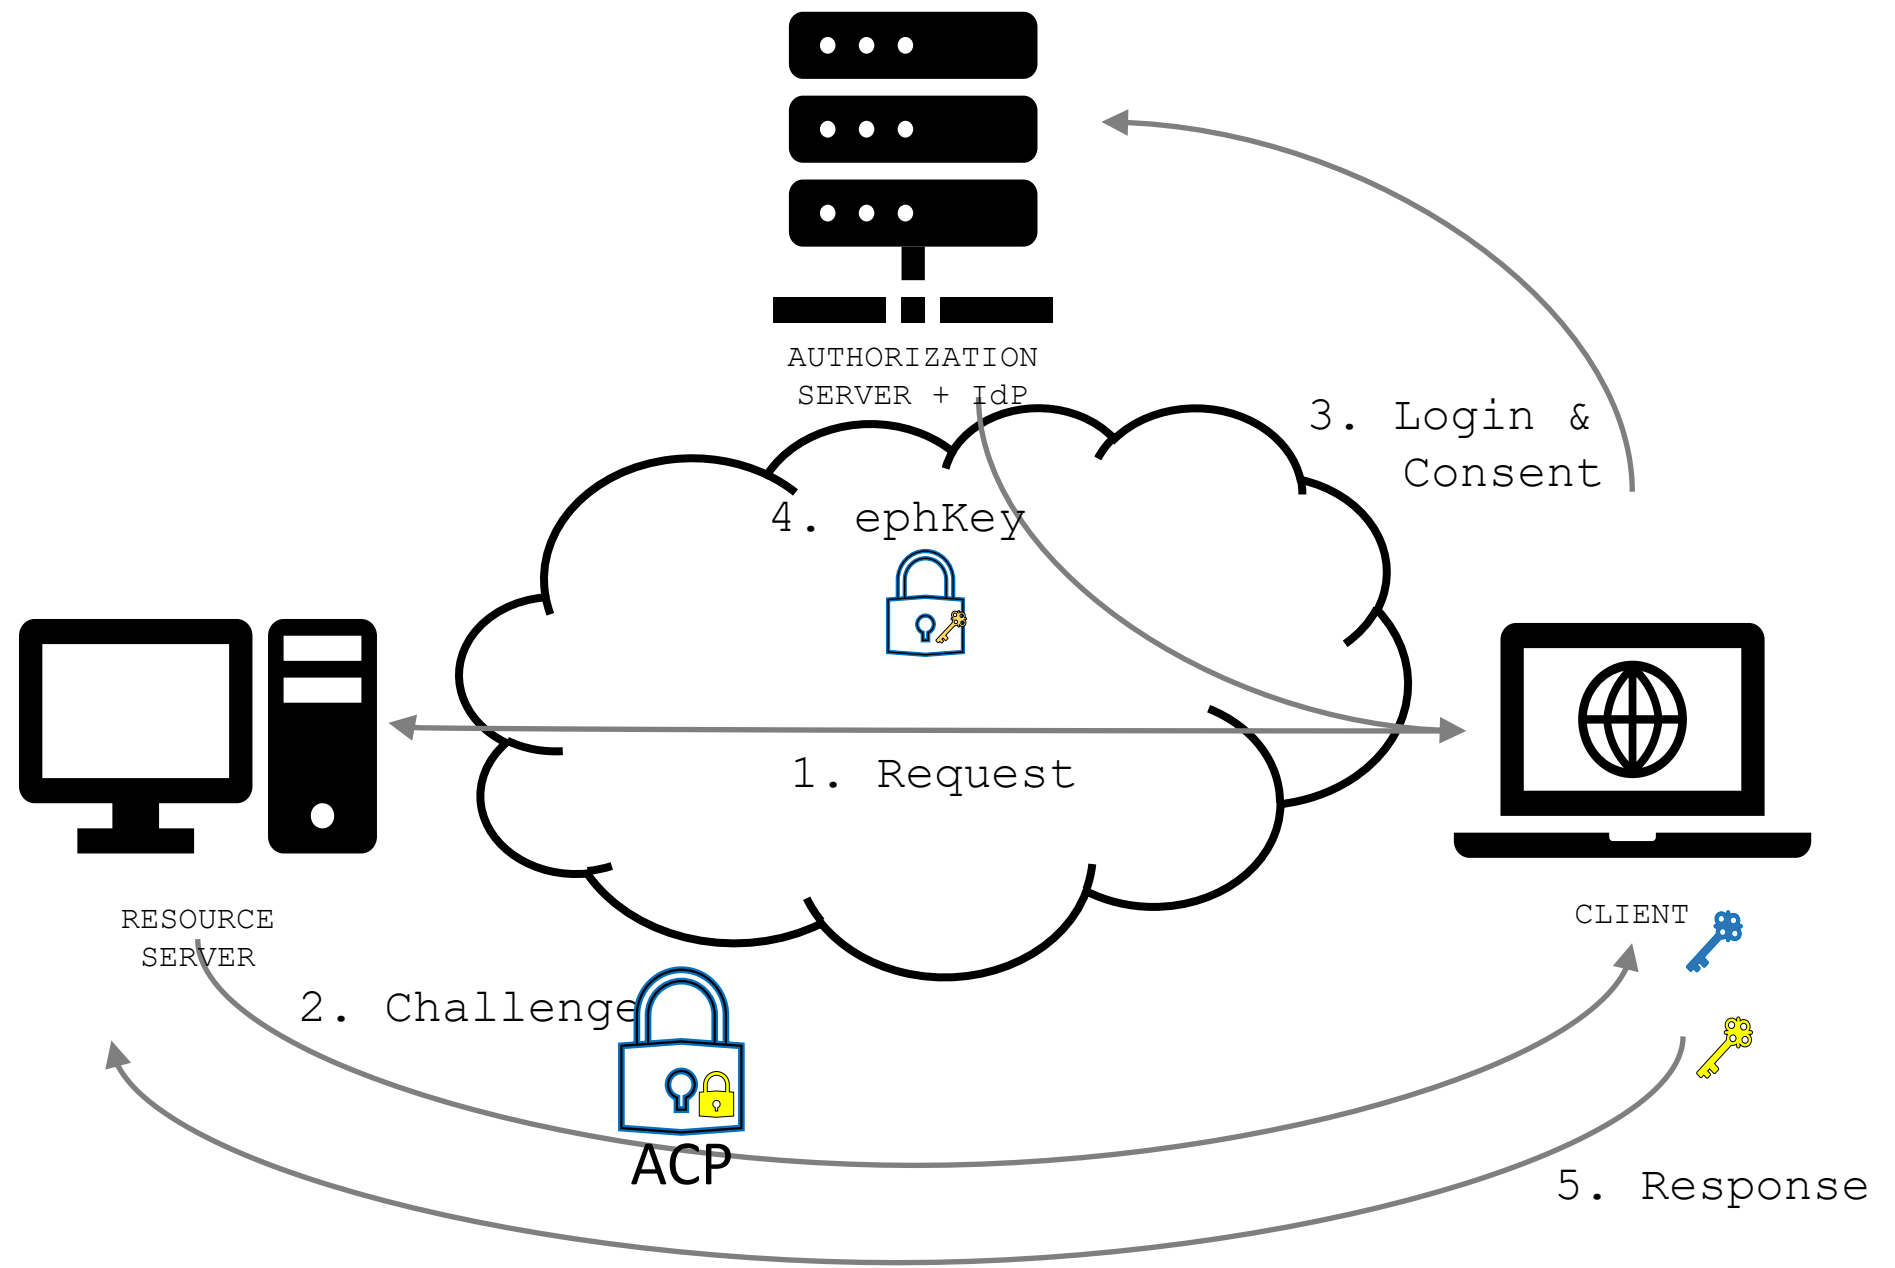 AUTHORIZATION
SERVER + IdP
3. Login &
Consent
4. ephKey
1. Request
RESOURCE
SERVER
CLIENT
2. Challenge
ACP
5. Response